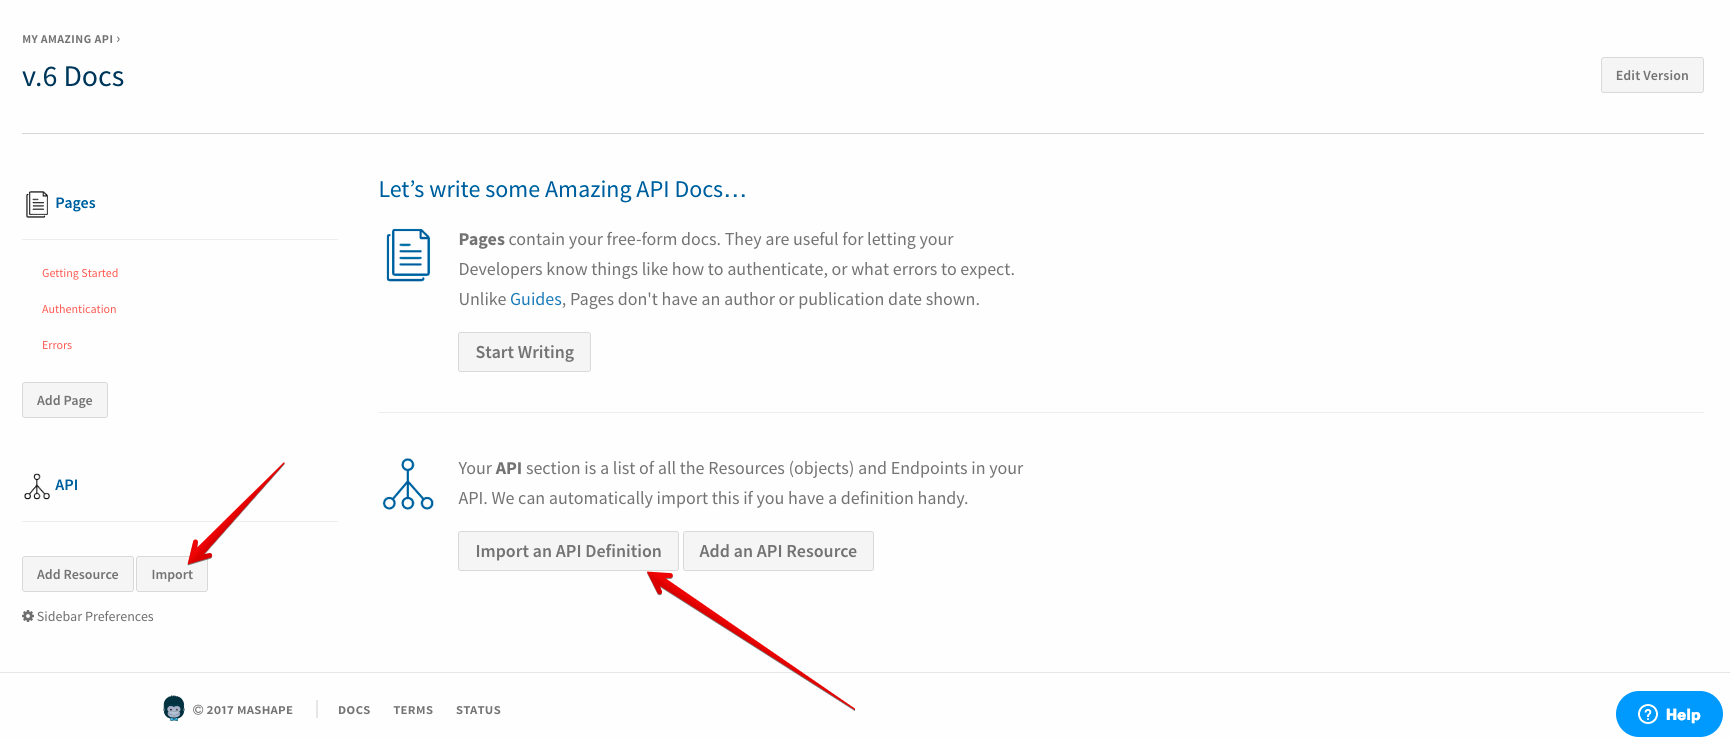 MY AMAZING API ›
v.6 Docs
Edit Version
Pages
Getting Started
Authentication
Errors
Add Page
API
Add Resource
Import
Sidebar Preferences
Let’s write some Amazing API Docs…
Pages contain your free-form docs. They are useful for letting your
Developers know things like how to authenticate, or what errors to expect.
Unlike Guides, Pages don't have an author or publication date shown.
Start Writing
Your API section is a list of all the Resources (objects) and Endpoints in your
API. We can automatically import this if you have a definition handy.
Import an API Definition
Add an API Resource
© 2017 MASHAPE
DOCS
TERMS
STATUS
? Help